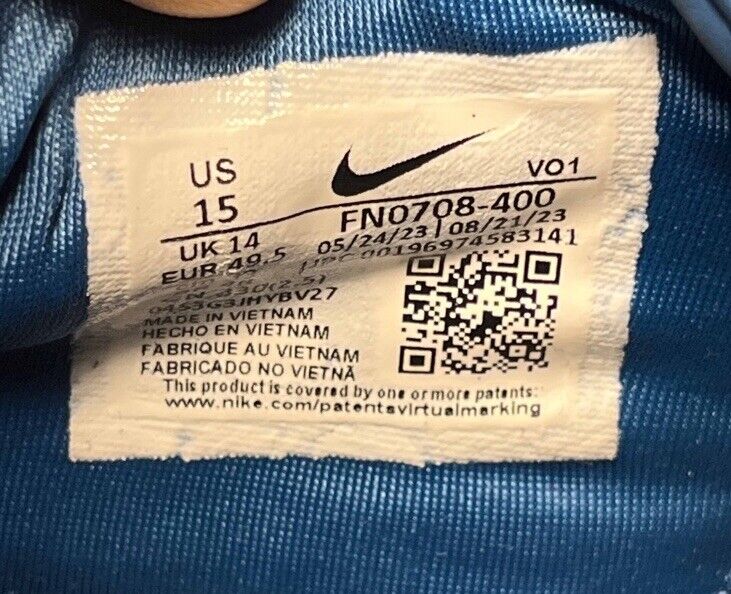 US
15
VO1
FN0708-400
UK 14
05/24/23 | 08/21/23
EUR 49.5
00196974583141
MADE IN VIETNAM
HECHO EN VIETNAM
FABRIQUE AU VIETNAM
FABRICADO NO VIETNÃ
This product is covered by one or more patents:
www.nike.com/patentsvirtualmarking